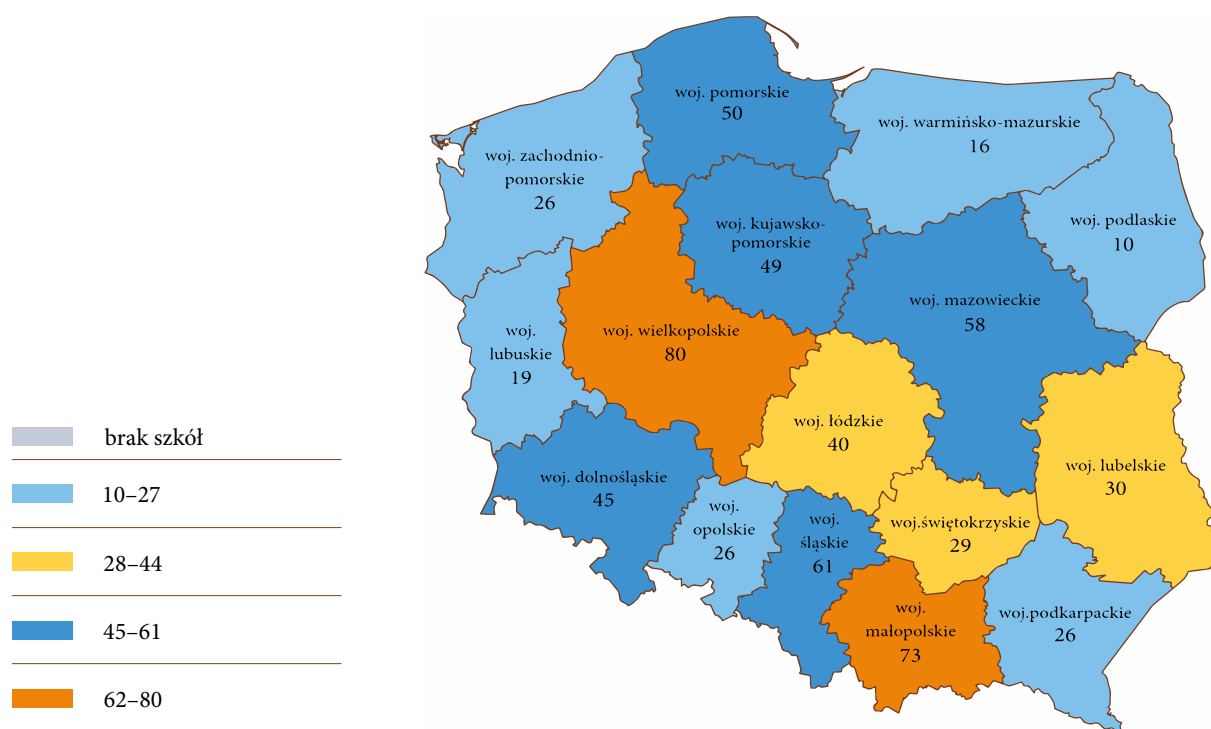 woj. pomorskie
50
woj. warmińsko-mazurskie
16
woj. zachodnio-
pomorskie
26
woj. podlaskie
10
woj. kujawsko-
pomorskie
49
woj. mazowieckie
58
woj. wielkopolskie
80
woj.
lubuskie
19
woj. łódzkie
40
woj. lubelskie
30
woj. dolnośląskie
45
woj.
opolskie
26
woj.
śląskie
61
woj.świętokrzyskie
29
woj.
małopolskie
73
woj.podkarpackie
26
brak szkół
10–27
28–44
45–61
62–80